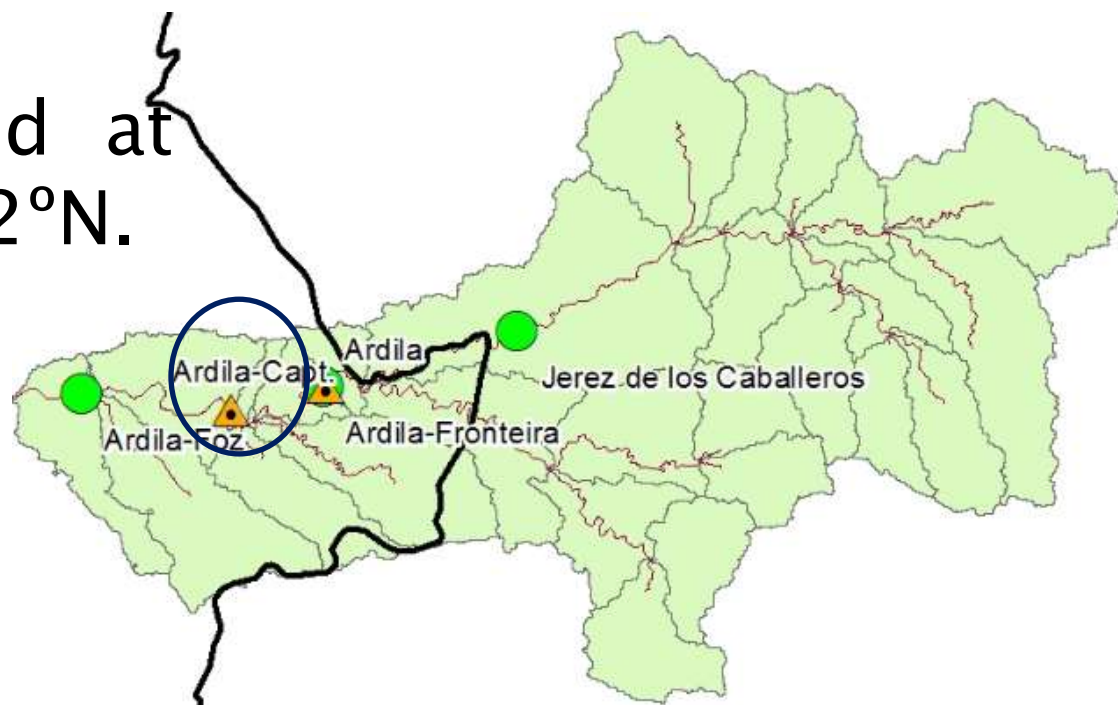 d at
2ºN.
Ardila
Ardila-Capt.
Jerez de los Caballeros
Ardila-Foz
Ardila-Fronteira